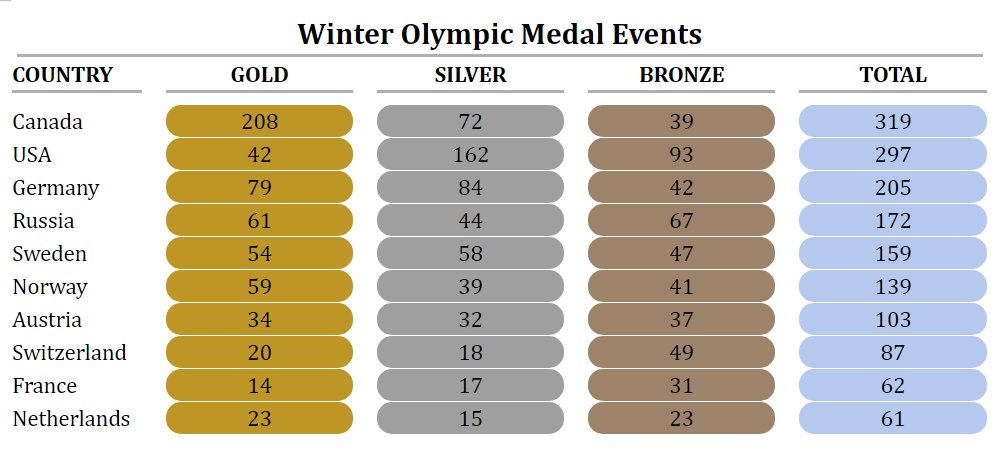 Winter Olympic Medal Events
COUNTRY GOLD SILVER BRONZE TOTAL
Canada 208 72 39 319
USA 42 162 93 297
Germany 79 84 42 205
Russia 61 44 67 172
Sweden 54 58 47 159
Norway 59 39 41 139
Austria 34 32 37 103
Switzerland 20 18 49 87
France 14 17 31 62
Netherlands 23 15 23 61